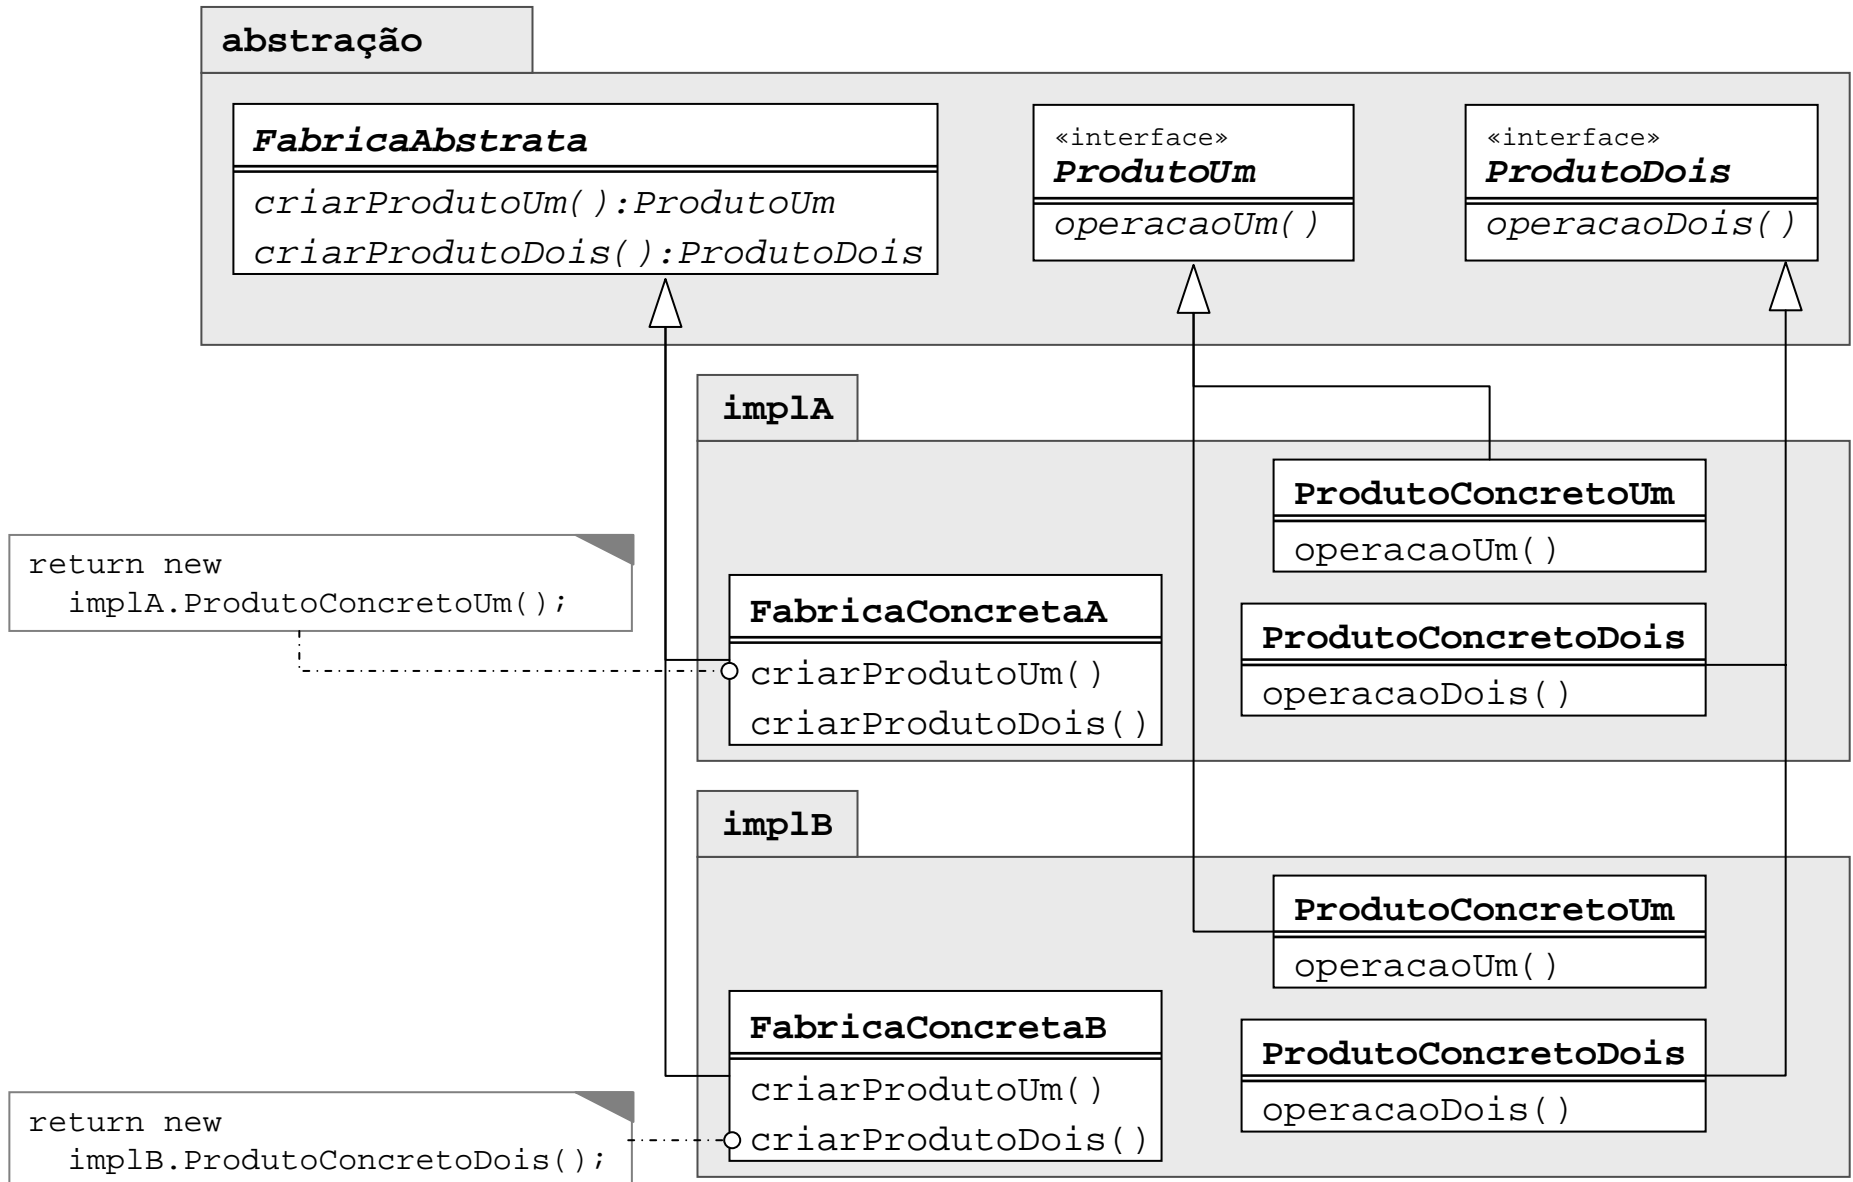 abstração
FabricaAbstrata
criarProdutoUm():ProdutoUm
criarProdutoDois():ProdutoDois
«interface»
ProdutoUm
operacaoUm()
«interface»
ProdutoDois
operacaoDois()
implA
ProdutoConcretoUm
operacaoUm()
return new
implA.ProdutoConcretoUm();
FabricaConcretaA
criarProdutoUm()
criarProdutoDois()
ProdutoConcretoDois
operacaoDois()
implB
ProdutoConcretoUm
operacaoUm()
FabricaConcretaB
criarProdutoUm()
criarProdutoDois()
ProdutoConcretoDois
operacaoDois()
return new
implB.ProdutoConcretoDois();